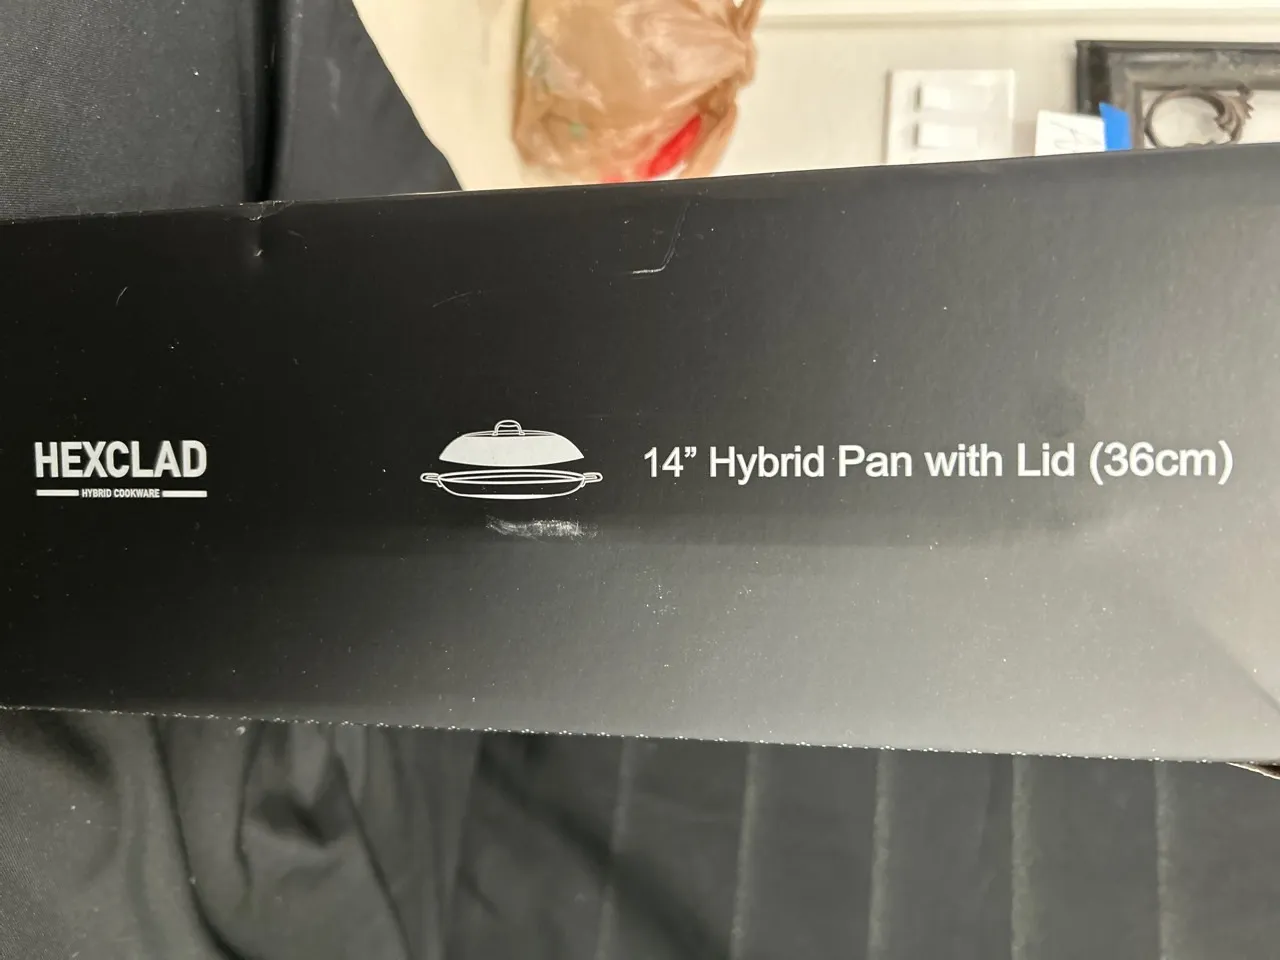 HEXCLAD
HYBRID COOKWARE
14” Hybrid Pan with Lid (36cm)